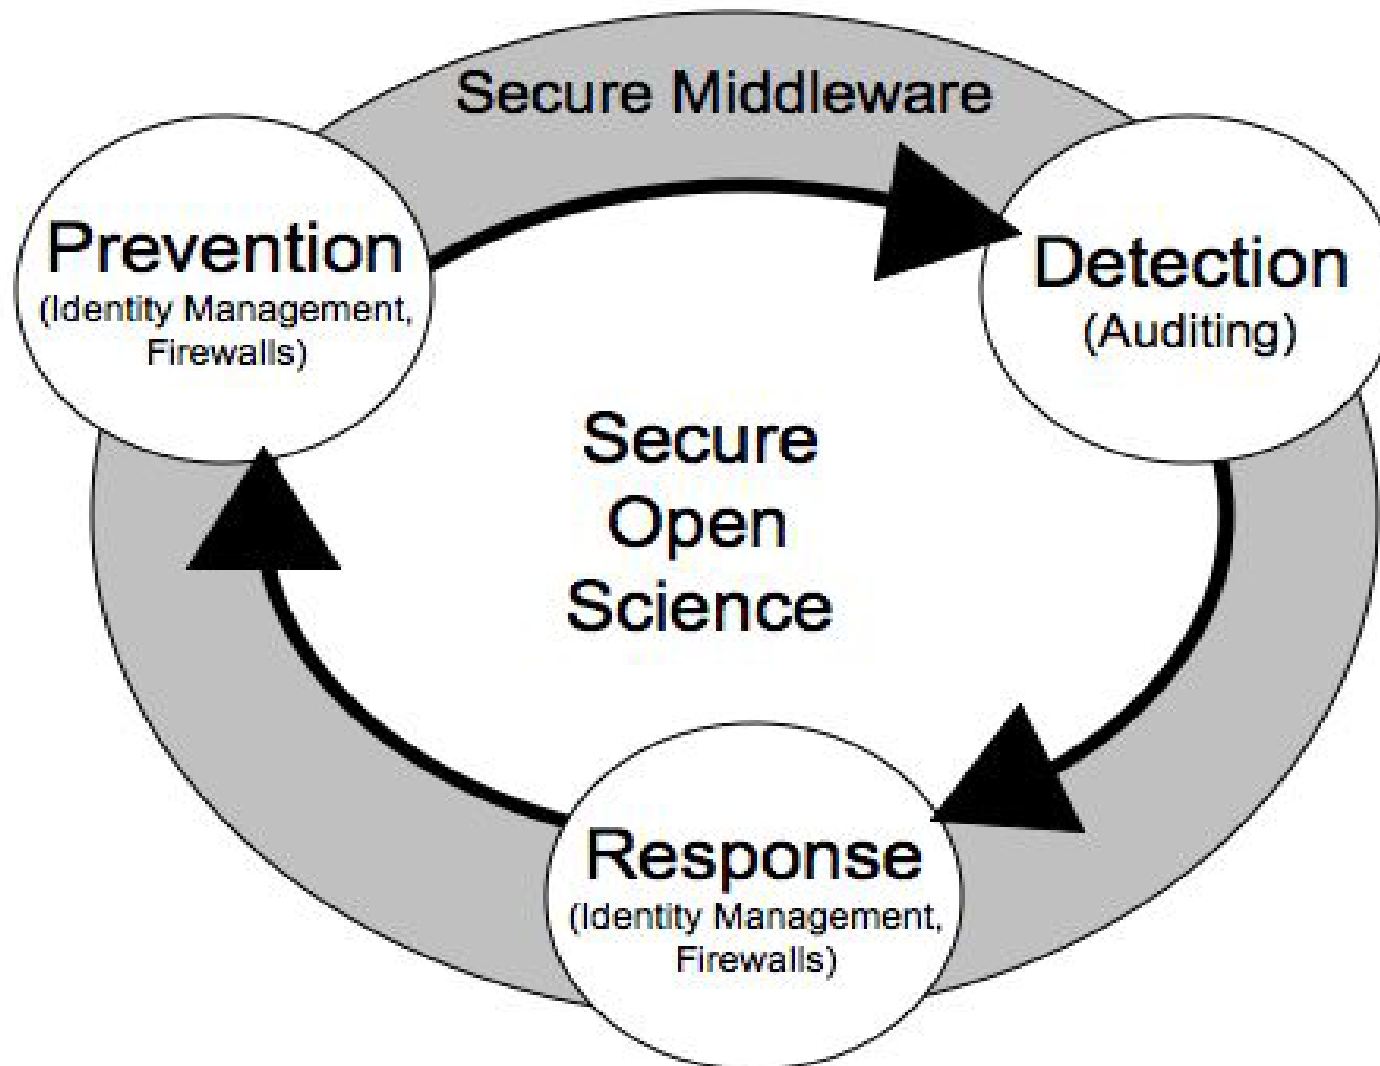 Secure Middleware
Prevention
(Identity Management,
Firewalls)
Detection
(Auditing)
Secure
Open
Science
Response
(Identity Management,
Firewalls)